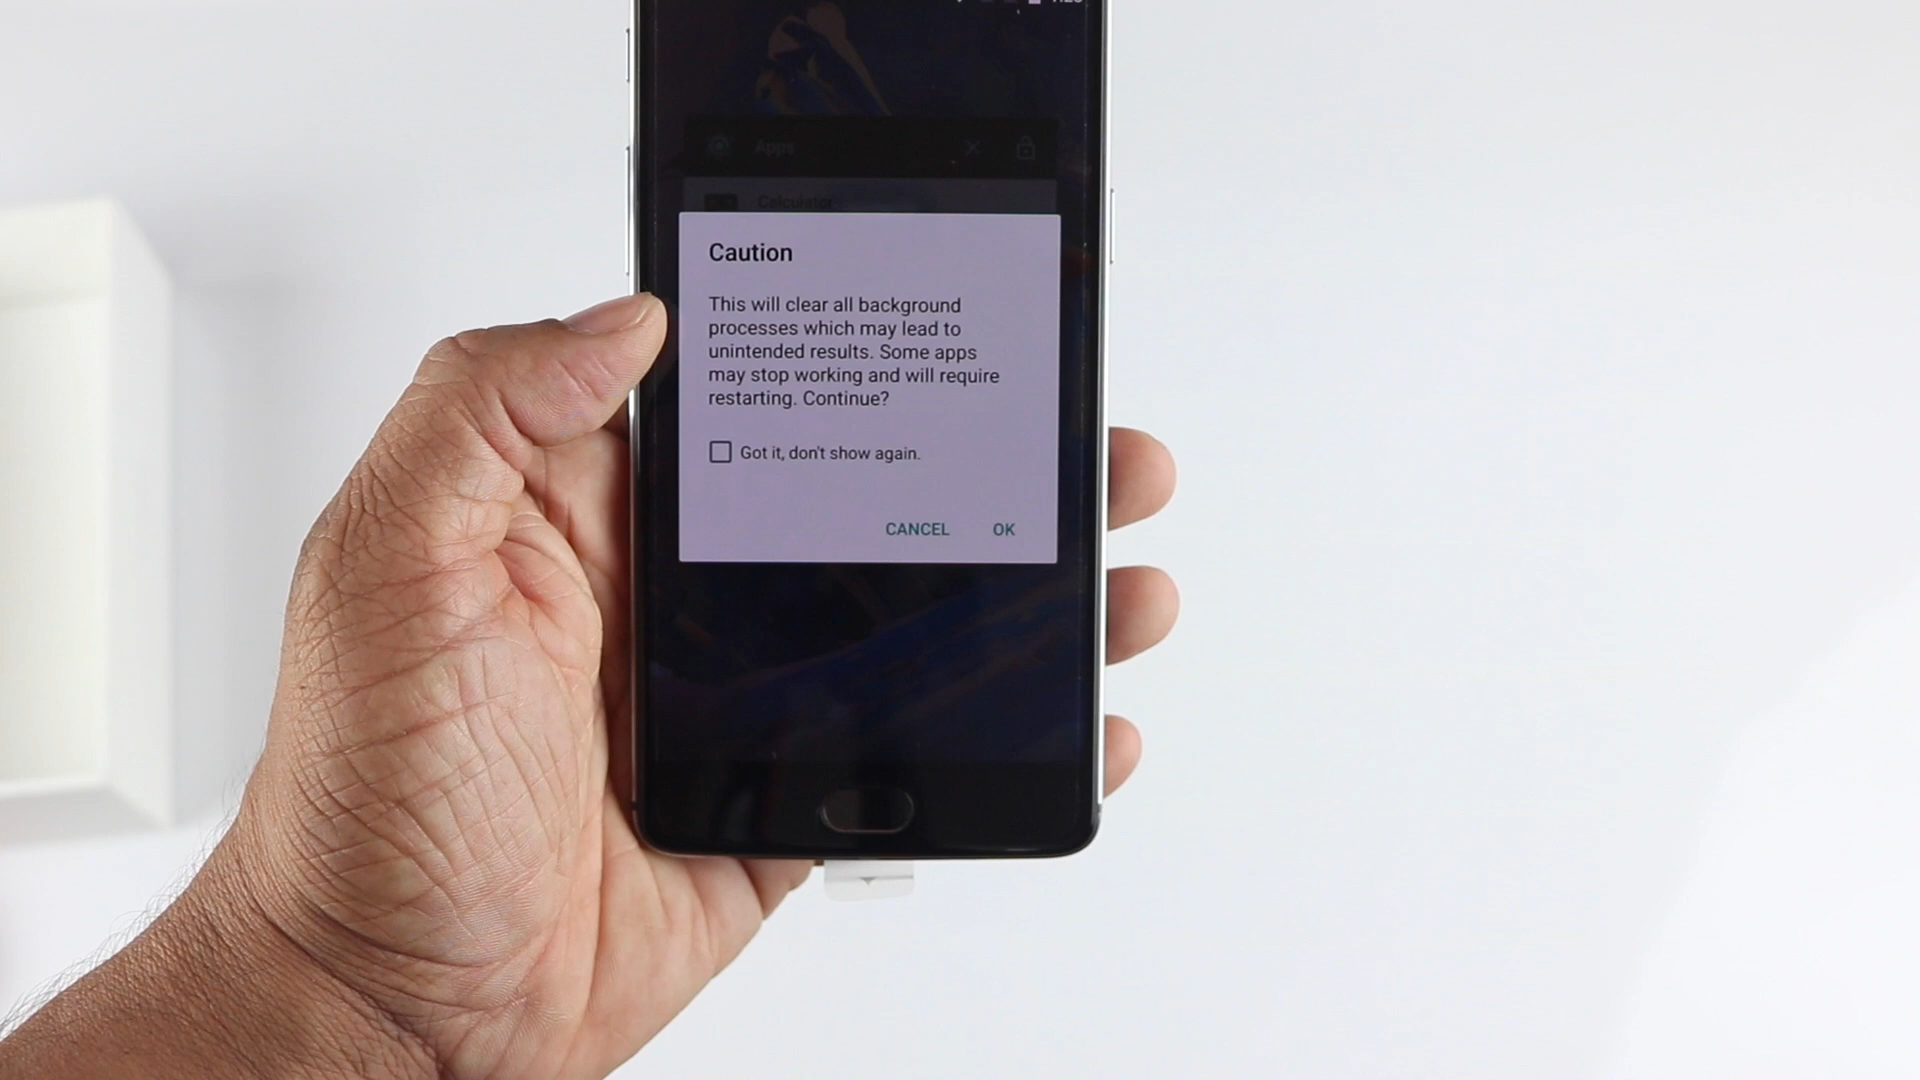 Apps
Calculator
Caution
This will clear all background
processes which may lead to
unintended results. Some apps
may stop working and will require
restarting. Continue?
Got it, don't show again.
CANCEL OK